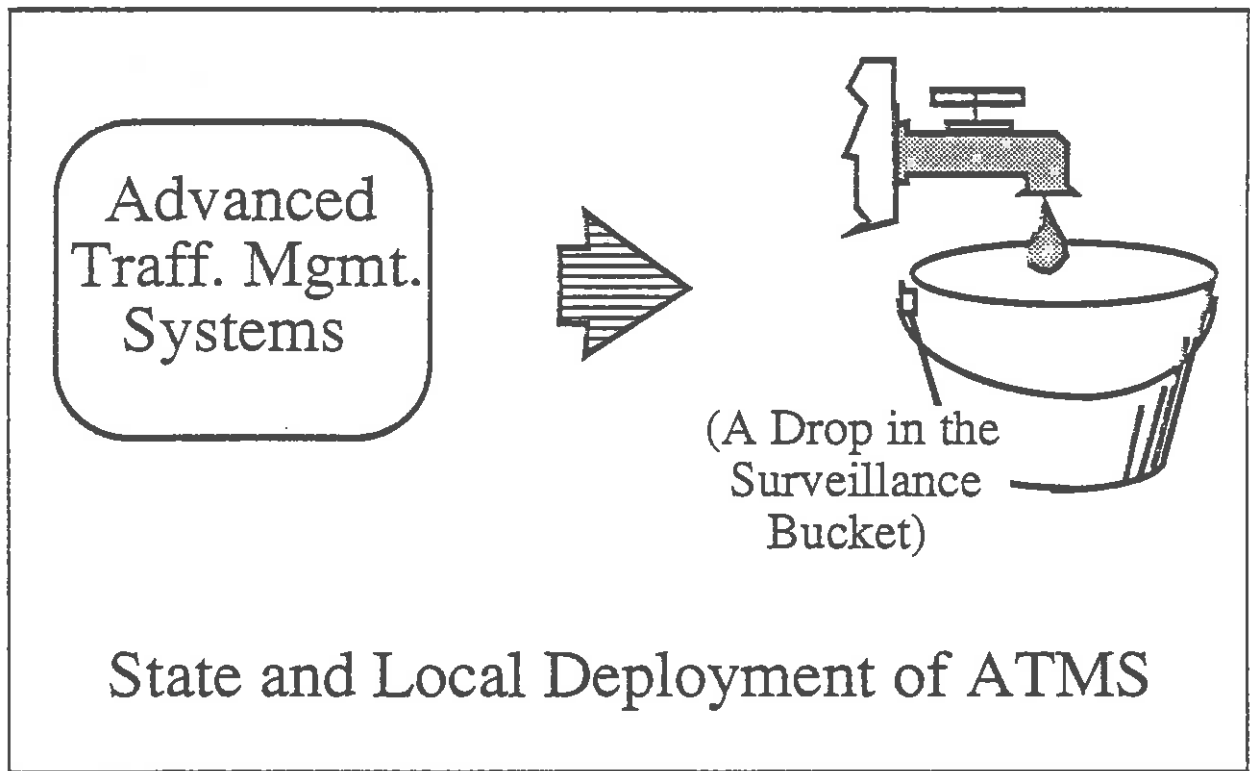 Advanced
Traff. Mgmt.
Systems
(A Drop in the
Surveillance
Bucket)
State and Local Deployment of ATMS